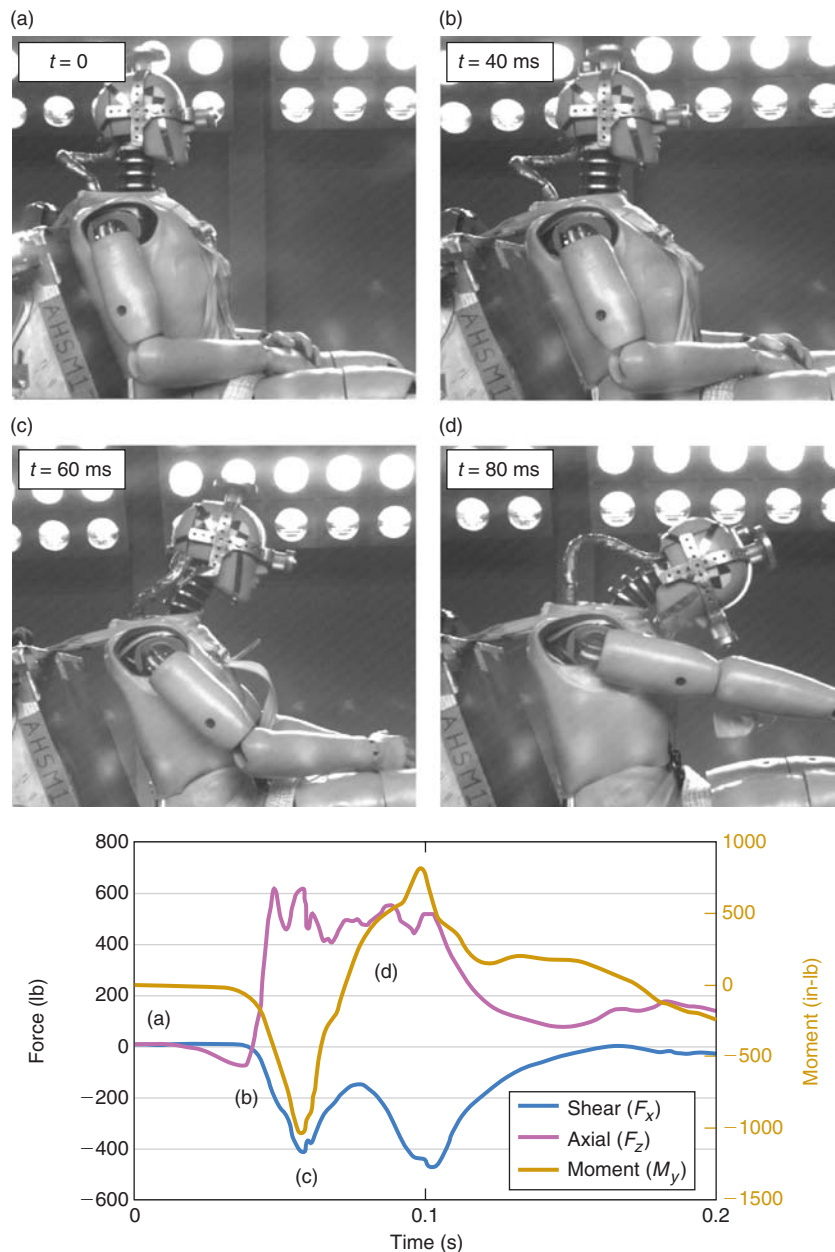 (a)
(b)
t = 0
t = 40 ms
AHSM1
AHSM1
(c)
(d)
t = 60 ms
t = 80 ms
AHSM1
AHSM1
800
600
400
200
0
−200
−400
−600
Force (lb)
1000
500
0
−500
−1000
−1500
Moment (in-lb)
(a)
(b)
(c)
(d)
Shear (Fx)
Axial (Fz)
Moment (My)
0
0.1
0.2
Time (s)